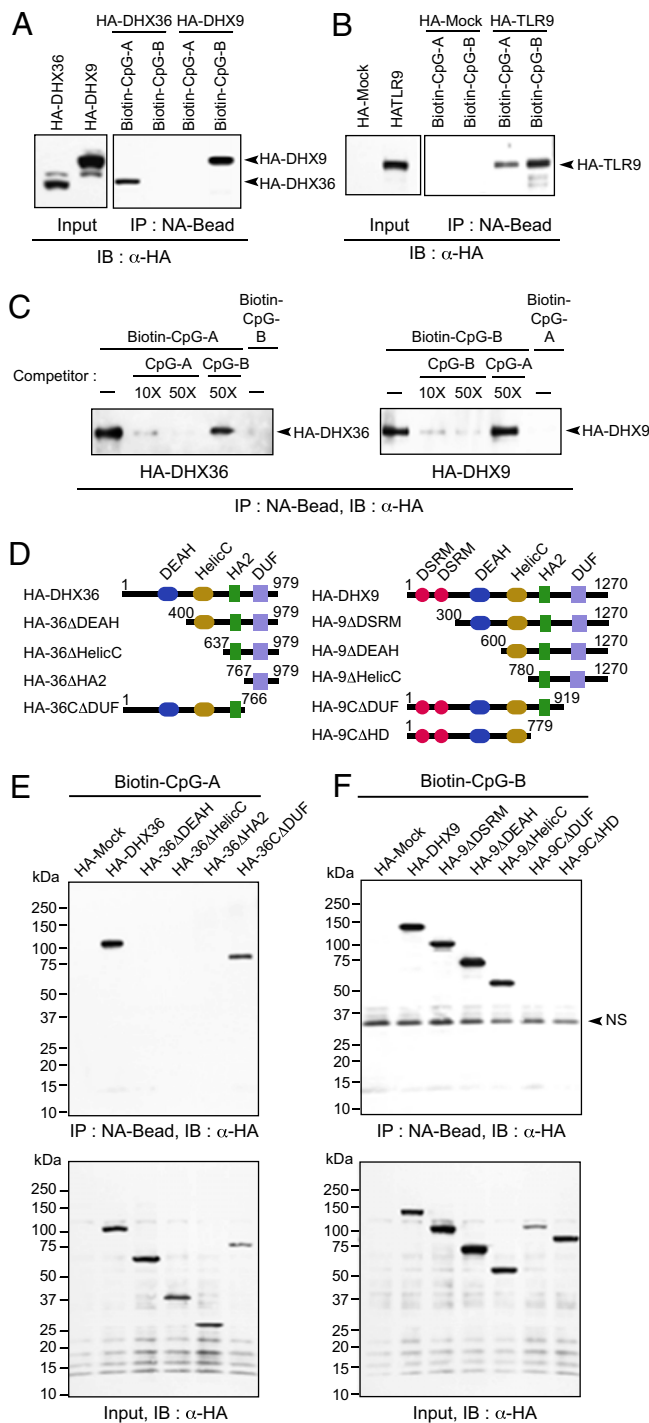 A
HA-DHX36 HA-DHX9
HA-DHX36
HA-DHX9
Biotin-CpG-A
Biotin-CpG-B
Biotin-CpG-A
Biotin-CpG-B
HA-DHX9
HA-DHX36
Input IP : NA-Bead
IB : α-HA
B
HA-Mock HA-TLR9
HA-Mock
HATLR9
Biotin-CpG-A
Biotin-CpG-B
Biotin-CpG-A
Biotin-CpG-B
HA-TLR9
Input IP : NA-Bead
IB : α-HA
C
Biotin-CpG-A
Biotin-
CpG-
B
Competitor :
CpG-A CpG-B
— 10X 50X 50X —
HA-DHX36
HA-DHX36
Biotin-CpG-B
Biotin-
CpG-
A
CpG-B CpG-A
— 10X 50X 50X —
HA-DHX9
HA-DHX9
IP : NA-Bead, IB : α-HA
D
DEAH HelicC HA2 DUF
HA-DHX36 1 979
HA-36ΔDEAH 400 979
HA-36ΔHelicC 637 979
HA-36ΔHA2 767 979
HA-36CΔDUF 1 766
DSRM DSRM DEAH HelicC HA2 DUF
HA-DHX9 1 1270
HA-9ΔDSRM 300 1270
HA-9ΔDEAH 600 1270
HA-9ΔHelicC 780 1270
HA-9CΔDUF 1 919
HA-9CΔHD 1 779
E
Biotin-CpG-A
HA-Mock
HA-DHX36
HA-36ΔDEAH
HA-36ΔHelicC
HA-36ΔHA2
HA-36CΔDUF
kDa
250
150
100
75
50
37
25
20
15
10
IP : NA-Bead, IB : α-HA
kDa
250
150
100
75
50
37
25
20
15
10
Input, IB : α-HA
F
Biotin-CpG-B
HA-Mock
HA-DHX9
HA-9ΔDSRM
HA-9ΔDEAH
HA-9ΔHelicC
HA-9CΔDUF
HA-9CΔHD
kDa
250
150
100
75
50
37
25
20
15
10
NS
IP : NA-Bead, IB : α-HA
kDa
250
150
100
75
50
37
25
20
15
10
Input, IB : α-HA